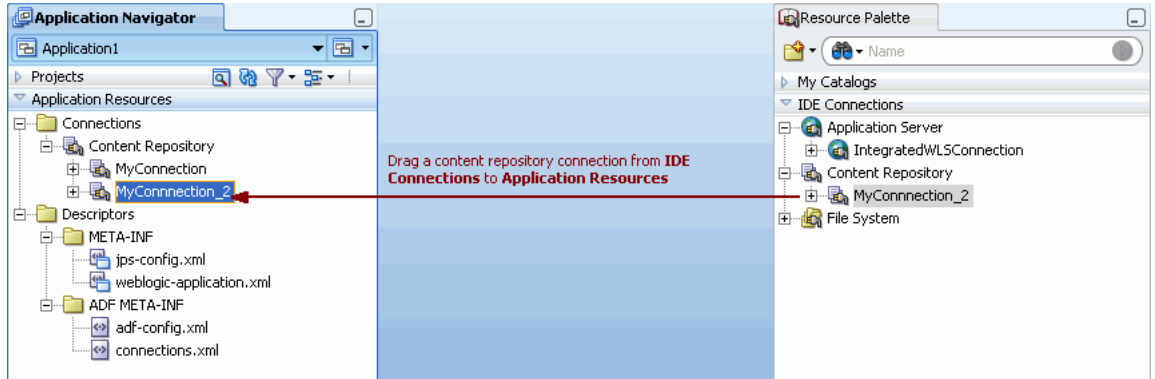 Application Navigator
Application1
Projects
Application Resources
Connections
Content Repository
MyConnection
MyConnnection_2
Descriptors
META-INF
jps-config.xml
weblogic-application.xml
ADF META-INF
adf-config.xml
connections.xml
Drag a content repository connection from IDE
Connections to Application Resources
Resource Palette
Name
My Catalogs
IDE Connections
Application Server
IntegratedWLSConnection
Content Repository
MyConnnection_2
File System